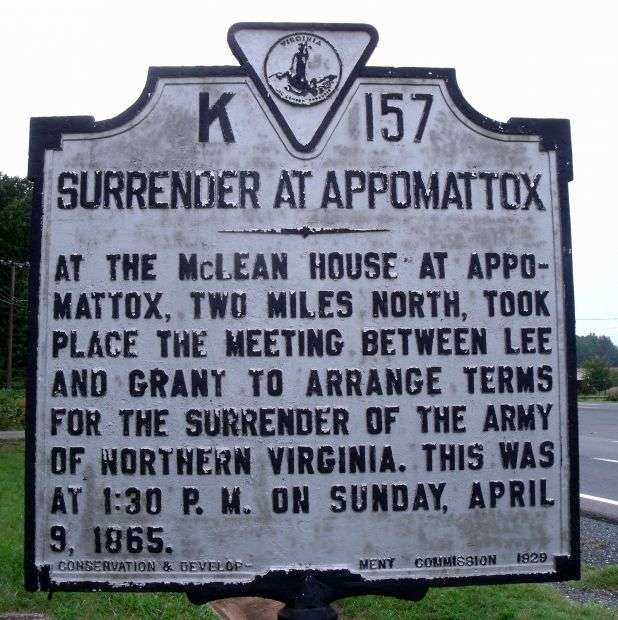 VIRGINIA
K 157
SURRENDER AT APPOMATTOX
AT THE McLEAN HOUSE AT APPO-
MATTOX, TWO MILES NORTH, TOOK
PLACE THE MEETING BETWEEN LEE
AND GRANT TO ARRANGE TERMS
FOR THE SURRENDER OF THE ARMY
OF NORTHERN VIRGINIA. THIS WAS
AT 1:30 P. M. ON SUNDAY, APRIL
9, 1865.
CONSERVATION & DEVELOP- MENT COMMISSION 1929